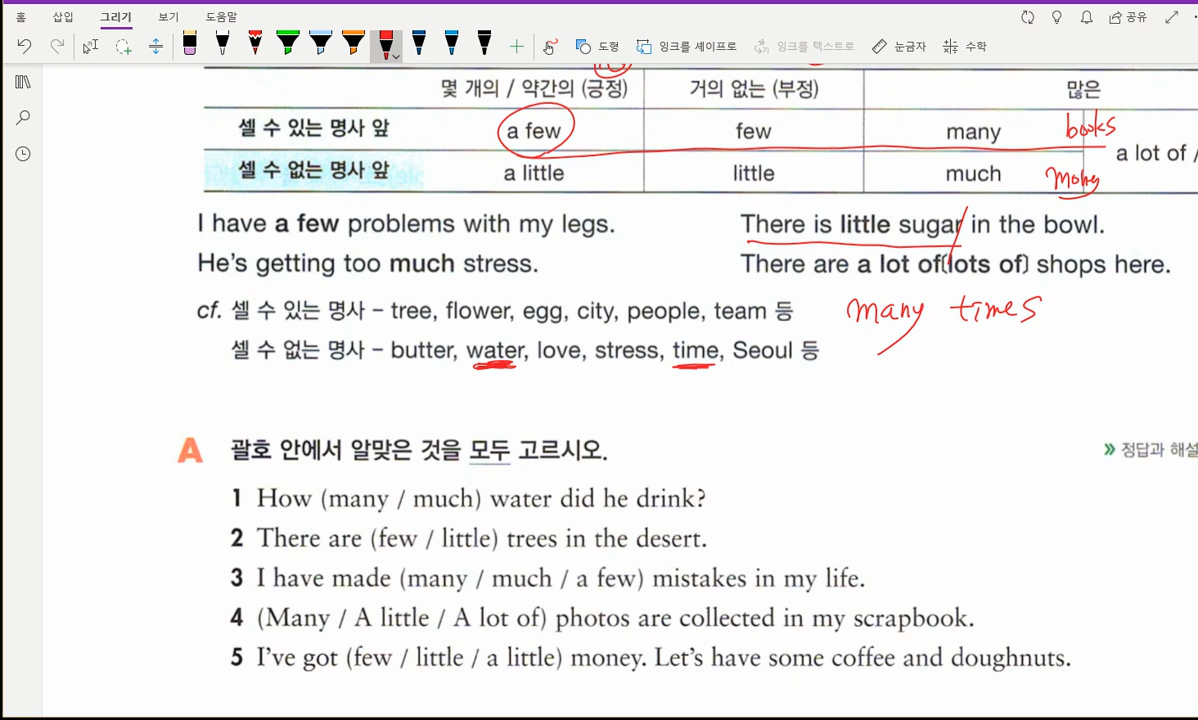 홈 삽입 그리기 보기 도움말 공유
도형 잉크를 셰이프로 잉크를 텍스트로 눈금자 수학
몇 개의 / 약간의 (긍정) 거의 없는 (부정) 많은
셀 수 있는 명사 앞 a few few many books
a lot of /
셀 수 없는 명사 앞 a little little much money
I have a few problems with my legs. There is little sugar in the bowl.
He's getting too much stress. There are a lot of(lots of) shops here.
cf. 셀 수 있는 명사 – tree, flower, egg, city, people, team 등 many times
셀 수 없는 명사 – butter, water, love, stress, time, Seoul 등
A 괄호 안에서 알맞은 것을 모두 고르시오. » 정답과 해설
1 How (many / much) water did he drink?
2 There are (few / little) trees in the desert.
3 I have made (many / much / a few) mistakes in my life.
4 (Many / A little / A lot of) photos are collected in my scrapbook.
5 I've got (few / little / a little) money. Let's have some coffee and doughnuts.